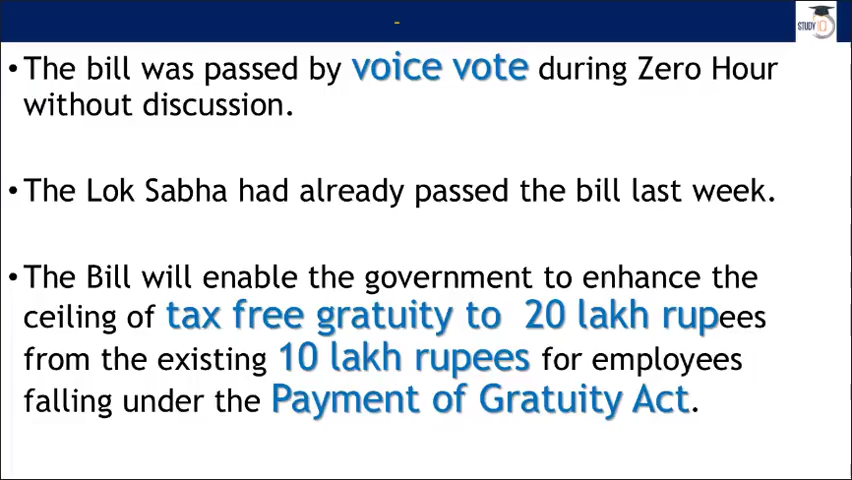 -
STUDY IQ
• The bill was passed by voice vote during Zero Hour
without discussion.
• The Lok Sabha had already passed the bill last week.
• The Bill will enable the government to enhance the
ceiling of tax free gratuity to 20 lakh rupees
from the existing 10 lakh rupees for employees
falling under the Payment of Gratuity Act.